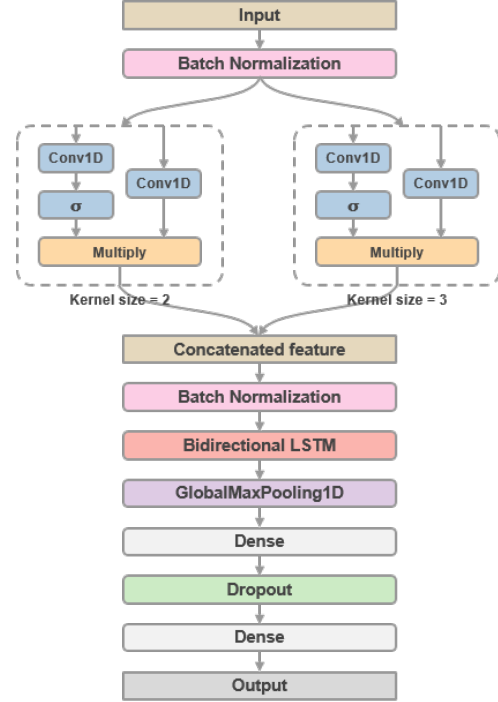 Input
Batch Normalization
Conv1D
Conv1D
σ
Multiply
Kernel size = 2
Conv1D
Conv1D
σ
Multiply
Kernel size = 3
Concatenated feature
Batch Normalization
Bidirectional LSTM
GlobalMaxPooling1D
Dense
Dropout
Dense
Output